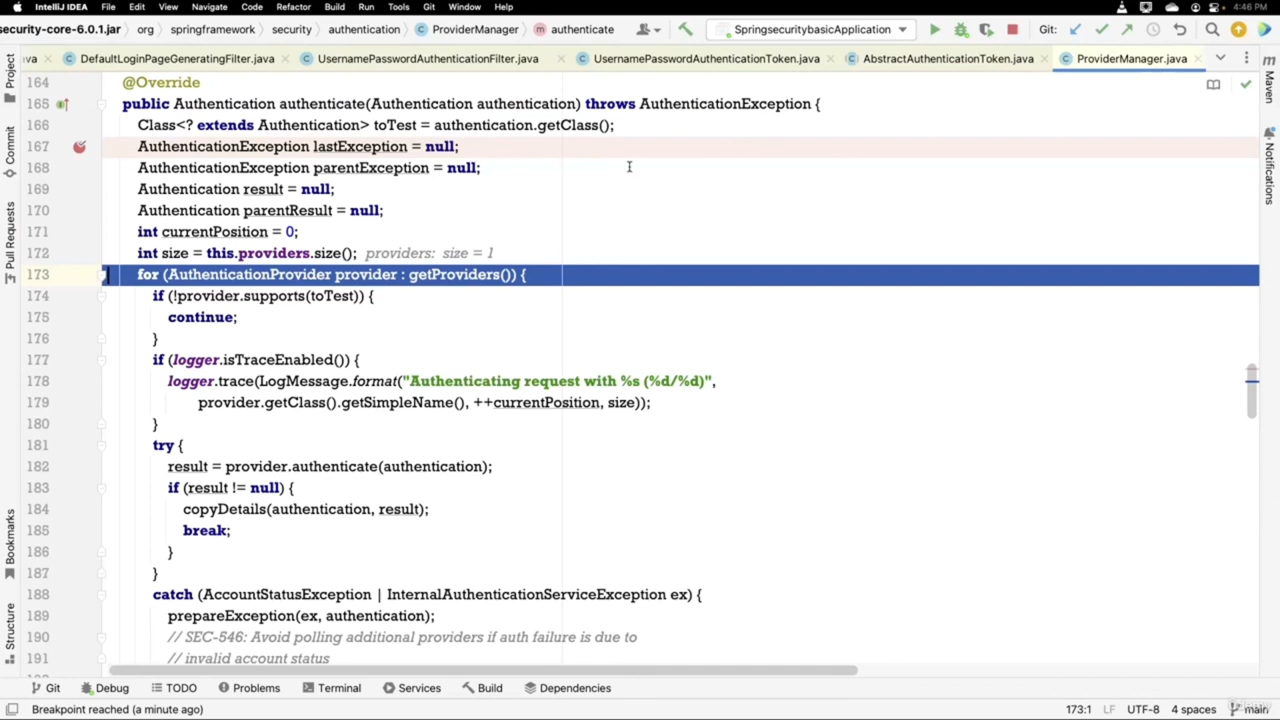 IntelliJ IDEA File Edit View Navigate Code Refactor Build Run Tools Git Window Help 4:46 PM
security-core-6.0.1.jar org springframework security authentication ProviderManager authenticate SpringsecuritybasicApplication Git:
va DefaultLoginPageGeneratingFilter.java UsernamePasswordAuthenticationFilter.java UsernamePasswordAuthenticationToken.java AbstractAuthenticationToken.java ProviderManager.java
Project
Commit
Pull Requests
Bookmarks
Structure
164 @Override
165 public Authentication authenticate(Authentication authentication) throws AuthenticationException {
166 Class<? extends Authentication> toTest = authentication.getClass();
167 AuthenticationException lastException = null;
168 AuthenticationException parentException = null;
169 Authentication result = null;
170 Authentication parentResult = null;
171 int currentPosition = 0;
172 int size = this.providers.size(); providers: size = 1
173 for (AuthenticationProvider provider : getProviders()) {
174 if (!provider.supports(toTest)) {
175 continue;
176 }
177 if (logger.isTraceEnabled()) {
178 logger.trace(LogMessage.format("Authenticating request with %s (%d/%d)",
179 provider.getClass().getSimpleName(), ++currentPosition, size));
180 }
181 try {
182 result = provider.authenticate(authentication);
183 if (result != null) {
184 copyDetails(authentication, result);
185 break;
186 }
187 }
188 catch (AccountStatusException | InternalAuthenticationServiceException ex) {
189 prepareException(ex, authentication);
190 // SEC-546: Avoid polling additional providers if auth failure is due to
191 // invalid account status
Maven
Notifications
Git Debug TODO Problems Terminal Services Build Dependencies
Breakpoint reached (a minute ago) 173:1 LF UTF-8 4 spaces main